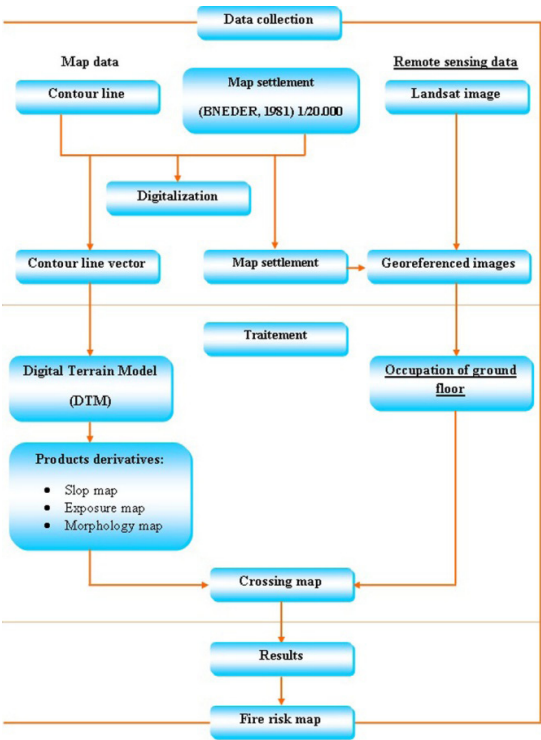 Data collection
Map data
Remote sensing data
Contour line
Map settlement
(BNEDER, 1981) 1/20.000
Landsat image
Digitalization
Contour line vector
Map settlement
Georeferenced images
Traitement
Digital Terrain Model
(DTM)
Occupation of ground
floor
Products derivatives:
• Slop map
• Exposure map
• Morphology map
Crossing map
Results
Fire risk map